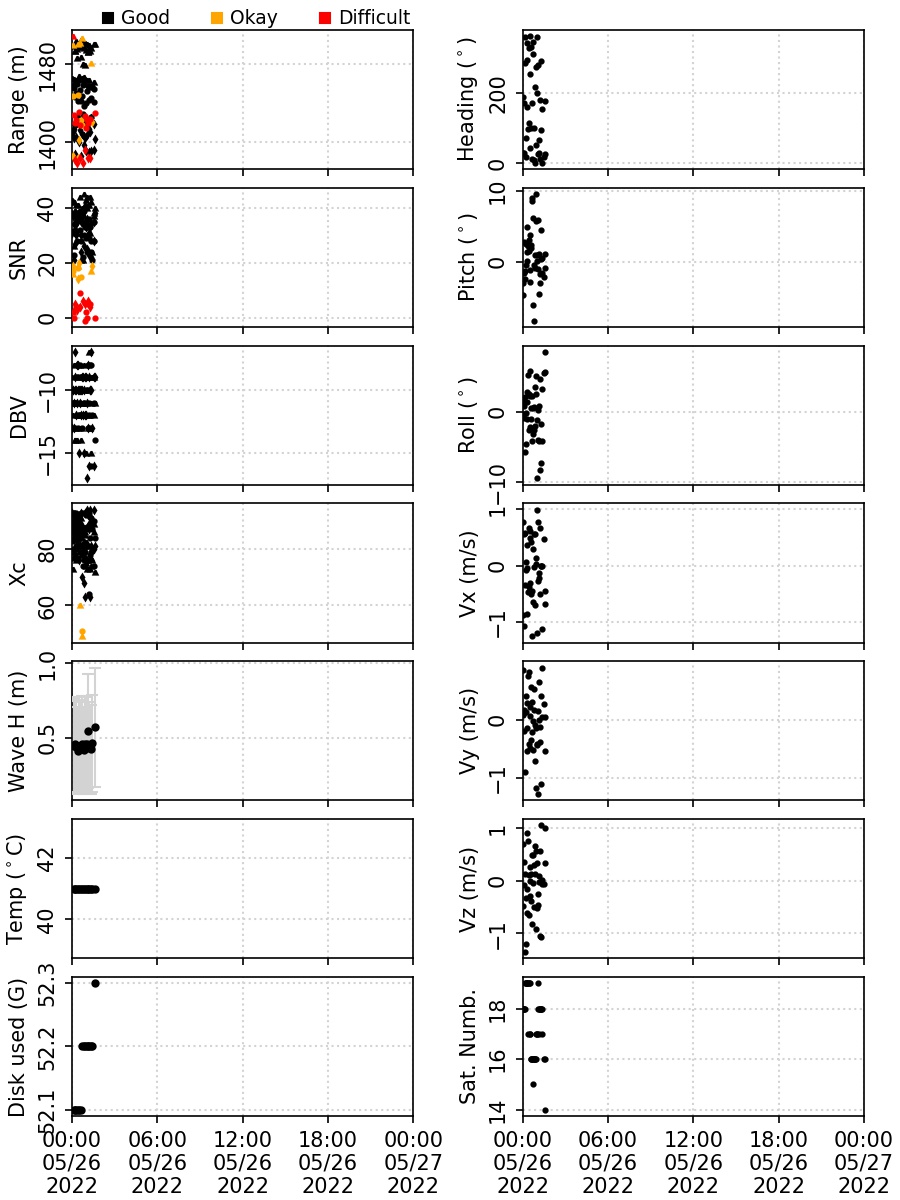 Good Okay Difficult
Range (m)
1480
1400
Heading (°)
200
0
SNR
40
20
0
Pitch (°)
10
0
DBV
−10
−15
Roll (°)
0
−10
Xc
80
60
Vx (m/s)
1
0
−1
Wave H (m)
1.0
0.5
Vy (m/s)
0
−1
Temp (°C)
42
40
Vz (m/s)
1
0
−1
Disk used (G)
52.3
52.2
52.1
Sat. Numb.
18
16
14
00:00 06:00 12:00 18:00 00:00
05/26 05/26 05/26 05/26 05/27
2022 2022 2022 2022 2022
00:00 06:00 12:00 18:00 00:00
05/26 05/26 05/26 05/26 05/27
2022 2022 2022 2022 2022